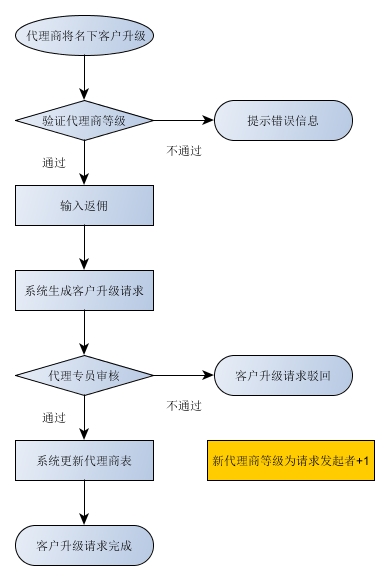 代理商将名下客户升级
验证代理商等级
提示错误信息
不通过
通过
输入返佣
系统生成客户升级请求
代理专员审核
客户升级请求驳回
不通过
通过
系统更新代理商表
新代理商等级为请求发起者+1
客户升级请求完成